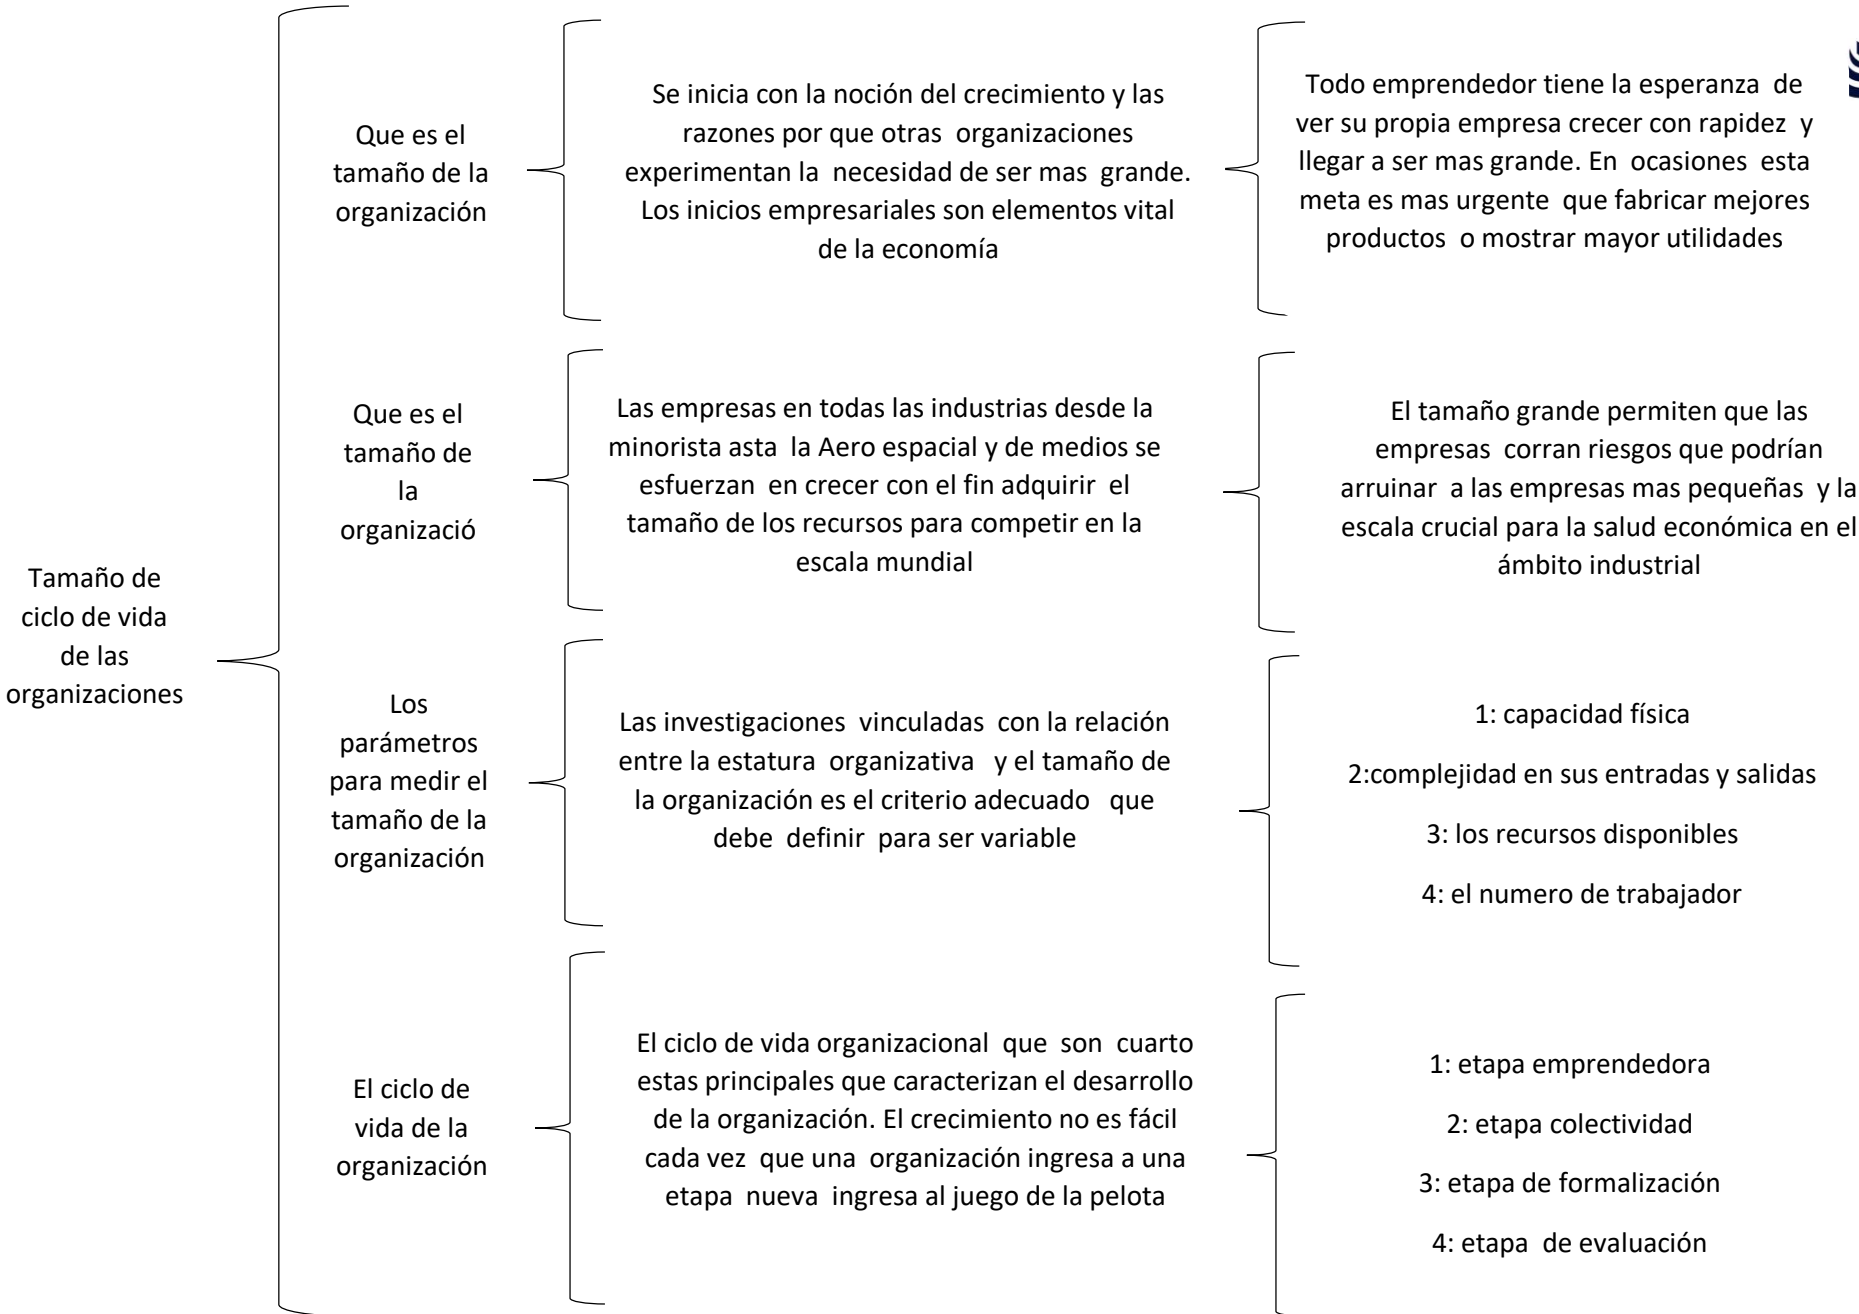 Tamaño de
ciclo de vida
de las
organizaciones
Que es el
tamaño de la
organización
Se inicia con la noción del crecimiento y las
razones por que otras organizaciones
experimentan la necesidad de ser mas grande.
Los inicios empresariales son elementos vital
de la economía
Todo emprendedor tiene la esperanza de
ver su propia empresa crecer con rapidez y
llegar a ser mas grande. En ocasiones esta
meta es mas urgente que fabricar mejores
productos o mostrar mayor utilidades
Que es el
tamaño de
la
organizació
Las empresas en todas las industrias desde la
minorista asta la Aero espacial y de medios se
esfuerzan en crecer con el fin adquirir el
tamaño de los recursos para competir en la
escala mundial
El tamaño grande permiten que las
empresas corran riesgos que podrían
arruinar a las empresas mas pequeñas y la
escala crucial para la salud económica en el
ámbito industrial
Los
parámetros
para medir el
tamaño de la
organización
Las investigaciones vinculadas con la relación
entre la estatura organizativa y el tamaño de
la organización es el criterio adecuado que
debe definir para ser variable
1: capacidad física
2:complejidad en sus entradas y salidas
3: los recursos disponibles
4: el numero de trabajador
El ciclo de
vida de la
organización
El ciclo de vida organizacional que son cuarto
estas principales que caracterizan el desarrollo
de la organización. El crecimiento no es fácil
cada vez que una organización ingresa a una
etapa nueva ingresa al juego de la pelota
1: etapa emprendedora
2: etapa colectividad
3: etapa de formalización
4: etapa de evaluación